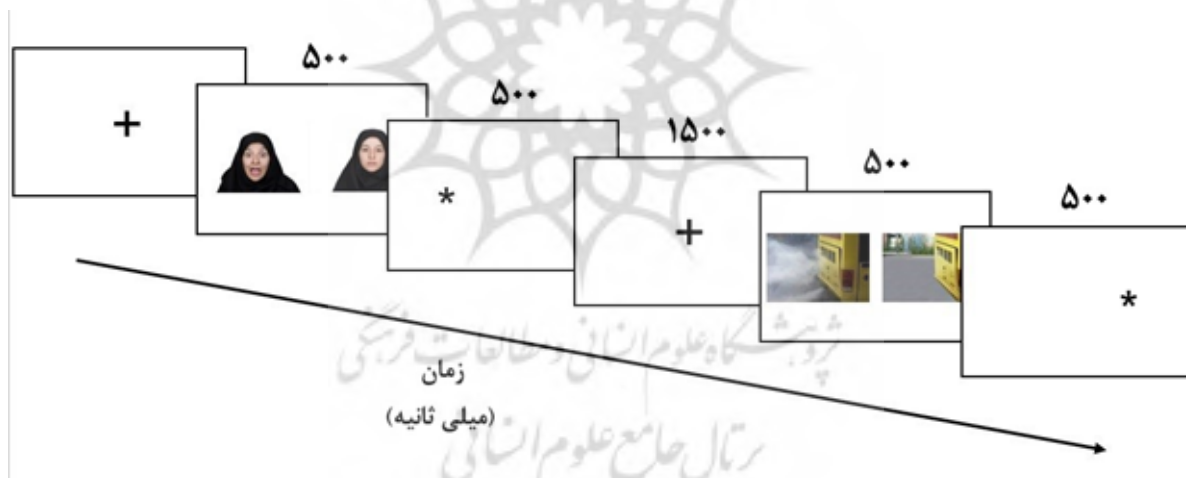 +
۵۰۰
*
۵۰۰
+
۱۵۰۰
۵۰۰
*
۵۰۰
زمان
(میلی ثانیه)
پژوهشگاه علوم انسانی و مطالعات فرهنگی
پرتال جامع علوم انسانی